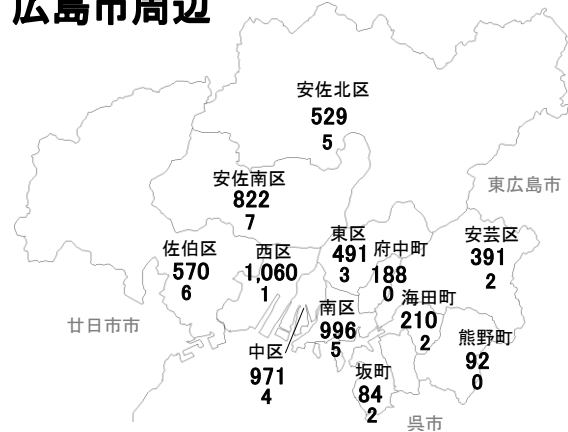 広島市周辺
安佐北区
529
5
東広島市
安佐南区
822
7
東区
491
3
府中町
188
0
安芸区
391
2
佐伯区
570
6
西区
1,060
1
海田町
210
2
南区
996
5
廿日市市
熊野町
92
0
中区
971
4
坂町
84
2
呉市